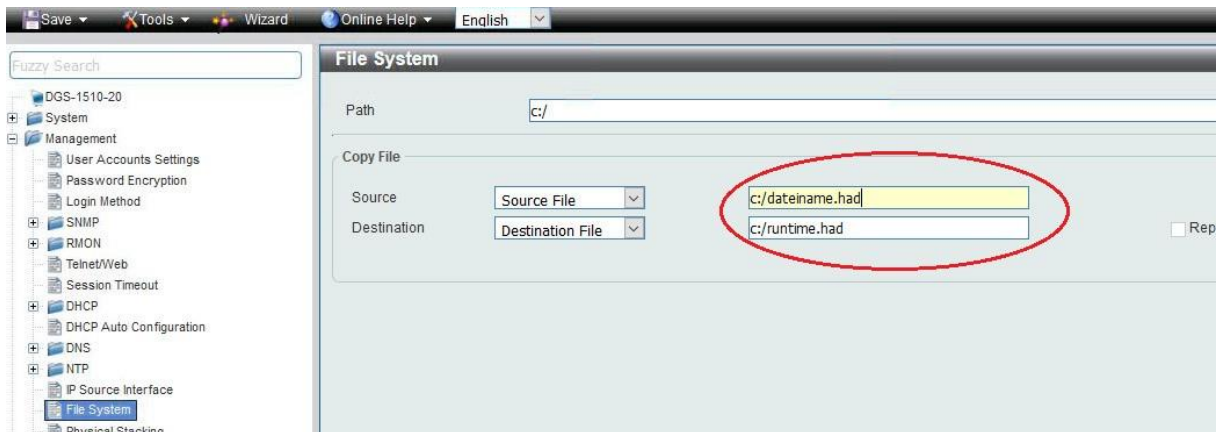 Save Tools Wizard Online Help English
Fuzzy Search
DGS-1510-20
System
Management
User Accounts Settings
Password Encryption
Login Method
SNMP
RMON
Telnet/Web
Session Timeout
DHCP
DHCP Auto Configuration
DNS
NTP
IP Source Interface
File System
Physical Stacking
File System
Path c:/
Copy File
Source Source File c:/dateiname.had
Destination Destination File c:/runtime.had Rep